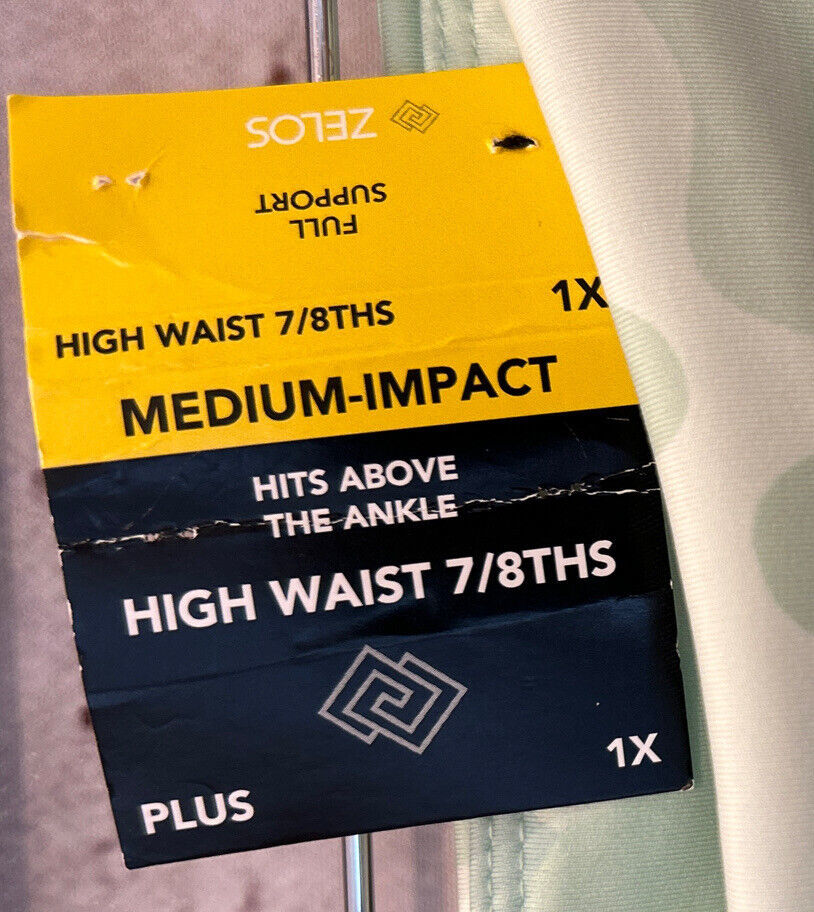 ZELOS
FULL
SUPPORT
HIGH WAIST 7/8THS
1X
MEDIUM-IMPACT
HITS ABOVE
THE ANKLE
HIGH WAIST 7/8THS
1X
PLUS